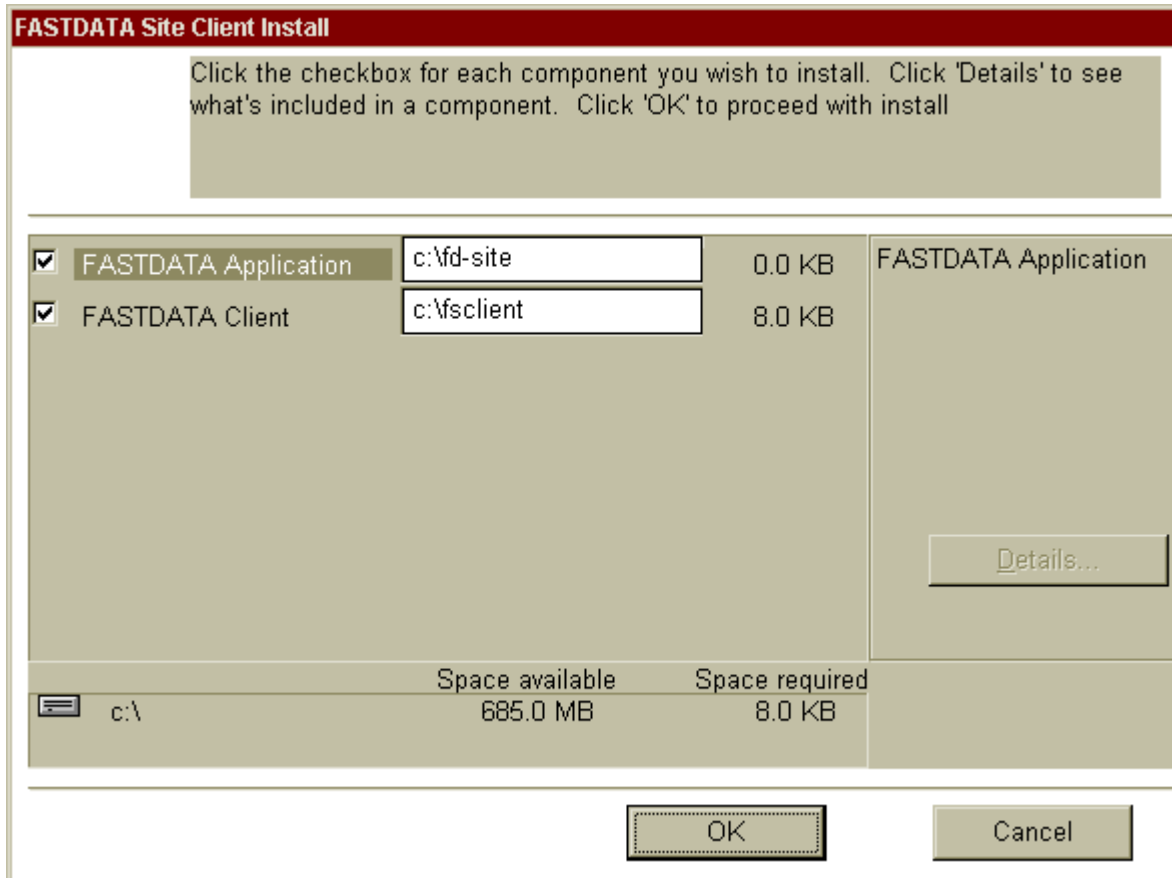 FASTDATA Site Client Install
Click the checkbox for each component you wish to install.  Click 'Details' to see
what's included in a component.  Click 'OK' to proceed with install
FASTDATA Application c:\fd-site 0.0 KB FASTDATA Application
FASTDATA Client c:\fsclient 8.0 KB
Details...
Space available Space required
c:\ 685.0 MB 8.0 KB
OK Cancel